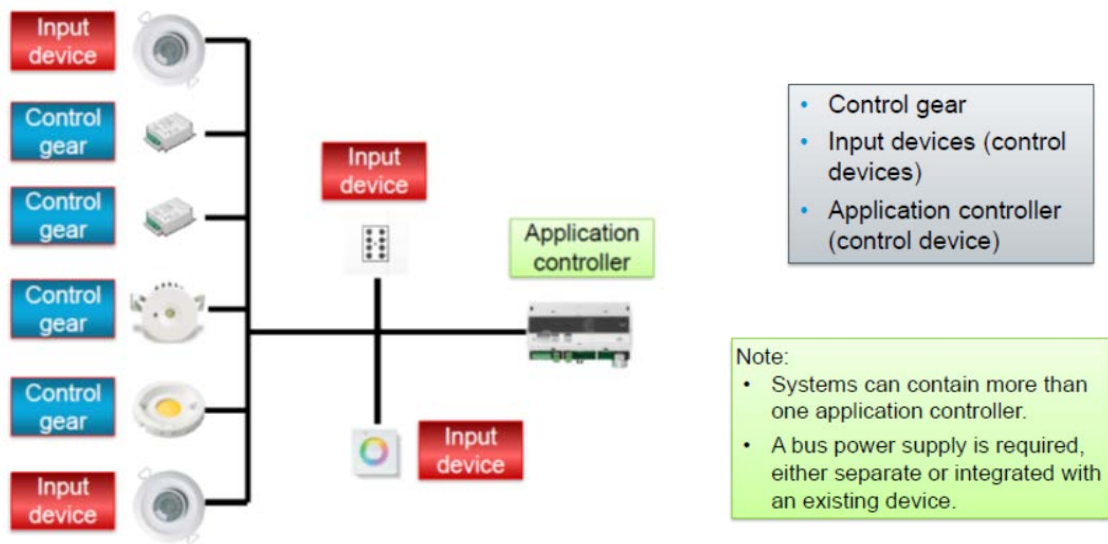 Input
device
Control
gear
Control
gear
Control
gear
Control
gear
Input
device
Input
device
Input
device
Application
controller
• Control gear
• Input devices (control
devices)
• Application controller
(control device)
Note:
• Systems can contain more than
one application controller.
• A bus power supply is required,
either separate or integrated with
an existing device.